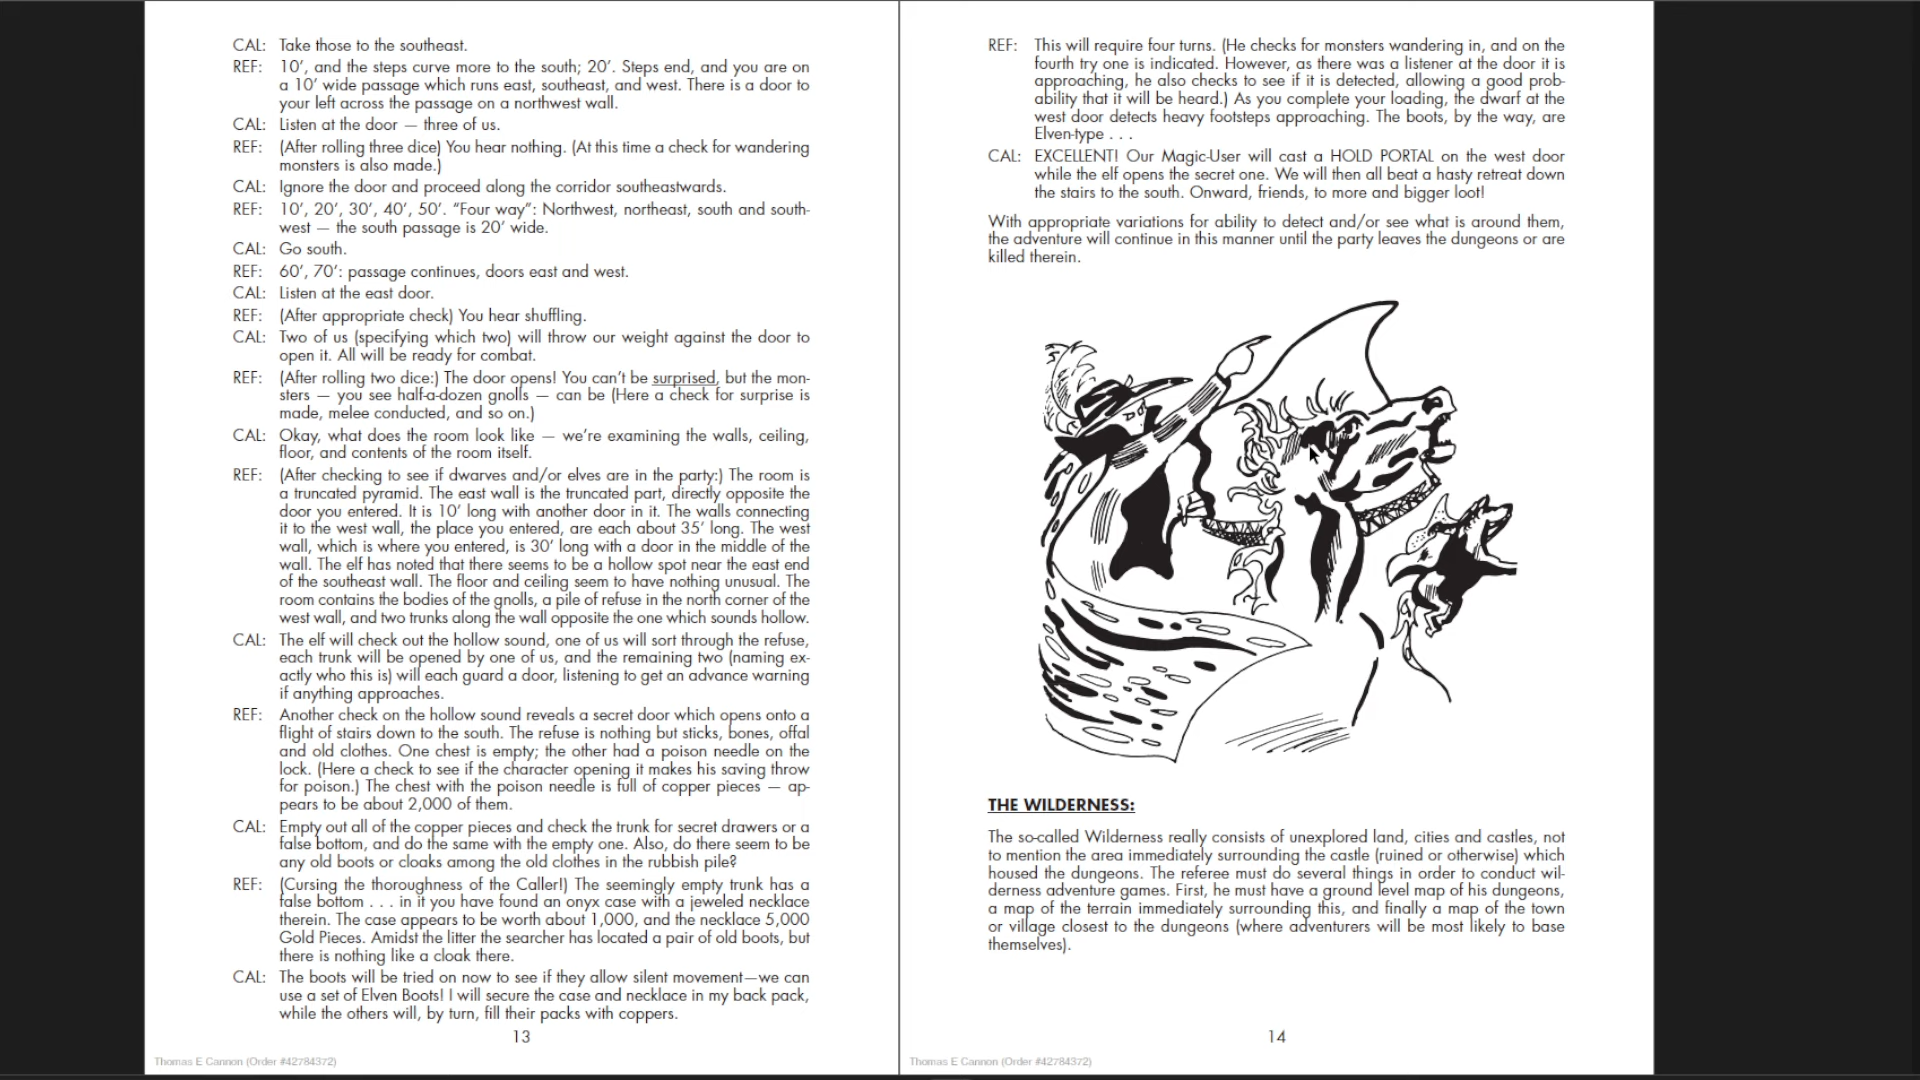 CAL: Take those to the southeast.
REF: 10′, and the steps curve more to the south; 20′. Steps end, and you are on
a 10′ wide passage which runs east, southeast, and west. There is a door to
your left across the passage on a northwest wall.
CAL: Listen at the door — three of us.
REF: (After rolling three dice) You hear nothing. (At this time a check for wandering
monsters is also made.)
CAL: Ignore the door and proceed along the corridor southeastwards.
REF: 10′, 20′, 30′, 40′, 50′. “Four way”: Northwest, northeast, south and south-
west — the south passage is 20′ wide.
CAL: Go south.
REF: 60′, 70′: passage continues, doors east and west.
CAL: Listen at the east door.
REF: (After appropriate check) You hear shuffling.
CAL: Two of us (specifying which two) will throw our weight against the door to
open it. All will be ready for combat.
REF: (After rolling two dice:) The door opens! You can’t be surprised, but the mon-
sters — you see half-a-dozen gnolls — can be (Here a check for surprise is
made, melee conducted, and so on.)
CAL: Okay, what does the room look like — we’re examining the walls, ceiling,
floor, and contents of the room itself.
REF: (After checking to see if dwarves and/or elves are in the party:) The room is
a truncated pyramid. The east wall is the truncated part, directly opposite the
door you entered. It is 10′ long with another door in it. The walls connecting
it to the west wall, the place you entered, are each about 35′ long. The west
wall, which is where you entered, is 30′ long with a door in the middle of the
wall. The elf has noted that there seems to be a hollow spot near the east end
of the southeast wall. The floor and ceiling seem to have nothing unusual. The
room contains the bodies of the gnolls, a pile of refuse in the north corner of the
west wall, and two trunks along the wall opposite the one which sounds hollow.
CAL: The elf will check out the hollow sound, one of us will sort through the refuse,
each trunk will be opened by one of us, and the remaining two (naming ex-
actly who this is) will each guard a door, listening to get an advance warning
if anything approaches.
REF: Another check on the hollow sound reveals a secret door which opens onto a
flight of stairs down to the south. The refuse is nothing but sticks, bones, offal
and old clothes. One chest is empty; the other had a poison needle on the
lock. (Here a check to see if the character opening it makes his saving throw
for poison.) The chest with the poison needle is full of copper pieces — ap-
pears to be about 2,000 of them.
CAL: Empty out all of the copper pieces and check the trunk for secret drawers or a
false bottom, and do the same with the empty one. Also, do there seem to be
any old boots or cloaks among the old clothes in the rubbish pile?
REF: (Cursing the thoroughness of the Caller!) The seemingly empty trunk has a
false bottom . . . in it you have found an onyx case with a jeweled necklace
therein. The case appears to be worth about 1,000, and the necklace 5,000
Gold Pieces. Amidst the litter the searcher has located a pair of old boots, but
there is nothing like a cloak there.
CAL: The boots will be tried on now to see if they allow silent movement—we can
use a set of Elven Boots! I will secure the case and necklace in my back pack,
while the others will, by turn, fill their packs with coppers.
13
Thomas E Cannon (Order #42784372)
REF: This will require four turns. (He checks for monsters wandering in, and on the
fourth try one is indicated. However, as there was a listener at the door it is
approaching, he also checks to see if it is detected, allowing a good prob-
ability that it will be heard.) As you complete your loading, the dwarf at the
west door detects heavy footsteps approaching. The boots, by the way, are
Elven-type . . .
CAL: EXCELLENT! Our Magic-User will cast a HOLD PORTAL on the west door
while the elf opens the secret one. We will then all beat a hasty retreat down
the stairs to the south. Onward, friends, to more and bigger loot!
With appropriate variations for ability to detect and/or see what is around them,
the adventure will continue in this manner until the party leaves the dungeons or are
killed therein.
THE WILDERNESS:
The so-called Wilderness really consists of unexplored land, cities and castles, not
to mention the area immediately surrounding the castle (ruined or otherwise) which
housed the dungeons. The referee must do several things in order to conduct wil-
derness adventure games. First, he must have a ground level map of his dungeons,
a map of the terrain immediately surrounding this, and finally a map of the town
or village closest to the dungeons (where adventurers will be most likely to base
themselves).
14
Thomas E Cannon (Order #42784372)